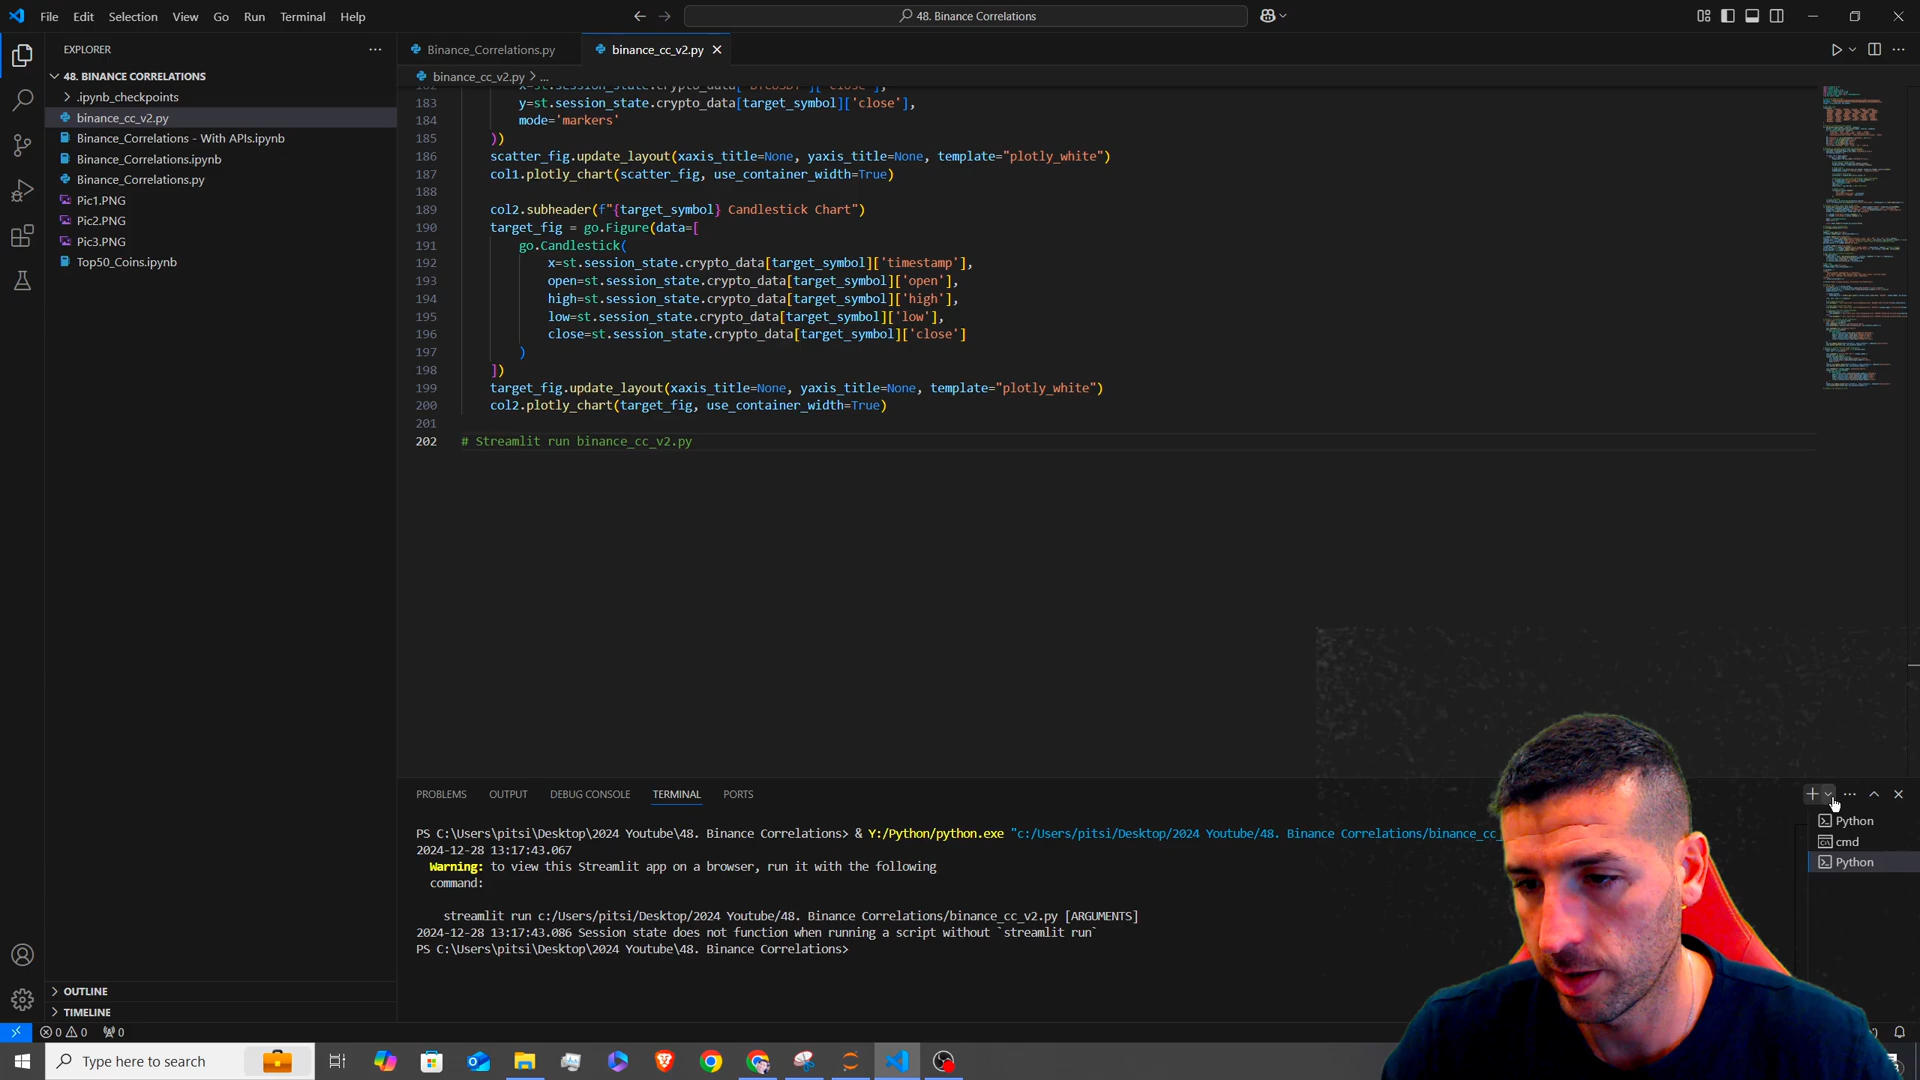 File Edit Selection View Go Run Terminal Help
48. Binance Correlations
EXPLORER
Binance_Correlations.py
binance_cc_v2.py
48. BINANCE CORRELATIONS
binance_cc_v2.py > ...
.ipynb_checkpoints
binance_cc_v2.py
Binance_Correlations - With APIs.ipynb
Binance_Correlations.ipynb
Binance_Correlations.py
Pic1.PNG
Pic2.PNG
Pic3.PNG
Top50_Coins.ipynb
183 y=st.session_state.crypto_data[target_symbol]['close'],
184 mode='markers'
185 ))
186 scatter_fig.update_layout(xaxis_title=None, yaxis_title=None, template="plotly_white")
187 col1.plotly_chart(scatter_fig, use_container_width=True)
188
189 col2.subheader(f"{target_symbol} Candlestick Chart")
190 target_fig = go.Figure(data=[
191 go.Candlestick(
192 x=st.session_state.crypto_data[target_symbol]['timestamp'],
193 open=st.session_state.crypto_data[target_symbol]['open'],
194 high=st.session_state.crypto_data[target_symbol]['high'],
195 low=st.session_state.crypto_data[target_symbol]['low'],
196 close=st.session_state.crypto_data[target_symbol]['close']
197 )
198 ])
199 target_fig.update_layout(xaxis_title=None, yaxis_title=None, template="plotly_white")
200 col2.plotly_chart(target_fig, use_container_width=True)
201
202 # Streamlit run binance_cc_v2.py
PROBLEMS OUTPUT DEBUG CONSOLE TERMINAL PORTS
PS C:\Users\pitsi\Desktop\2024 Youtube\48. Binance Correlations> & Y:/Python/python.exe "c:/Users/pitsi/Desktop/2024 Youtube/48. Binance Correlations/binance_cc_
2024-12-28 13:17:43.067
Warning: to view this Streamlit app on a browser, run it with the following
command:
streamlit run c:/Users/pitsi/Desktop/2024 Youtube/48. Binance Correlations/binance_cc_v2.py [ARGUMENTS]
2024-12-28 13:17:43.086 Session state does not function when running a script without `streamlit run`
PS C:\Users\pitsi\Desktop\2024 Youtube\48. Binance Correlations>
Python
cmd
Python
OUTLINE
TIMELINE
0 0 0
Type here to search